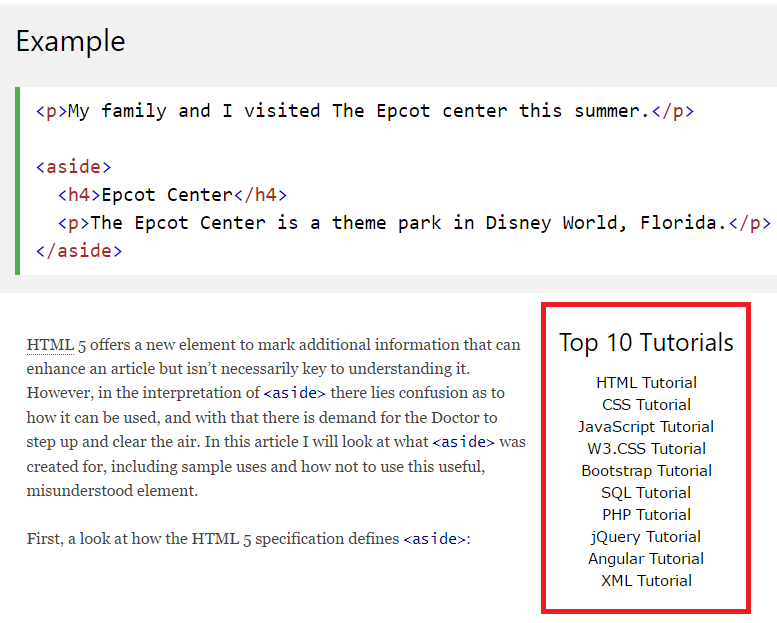 Example
<p>My family and I visited The Epcot center this summer.</p>
<aside>
<h4>Epcot Center</h4>
<p>The Epcot Center is a theme park in Disney World, Florida.</p>
</aside>
HTML 5 offers a new element to mark additional information that can
enhance an article but isn’t necessarily key to understanding it.
However, in the interpretation of <aside> there lies confusion as to
how it can be used, and with that there is demand for the Doctor to
step up and clear the air. In this article I will look at what <aside> was
created for, including sample uses and how not to use this useful,
misunderstood element.
First, a look at how the HTML 5 specification defines <aside>:
Top 10 Tutorials
HTML Tutorial
CSS Tutorial
JavaScript Tutorial
W3.CSS Tutorial
Bootstrap Tutorial
SQL Tutorial
PHP Tutorial
jQuery Tutorial
Angular Tutorial
XML Tutorial